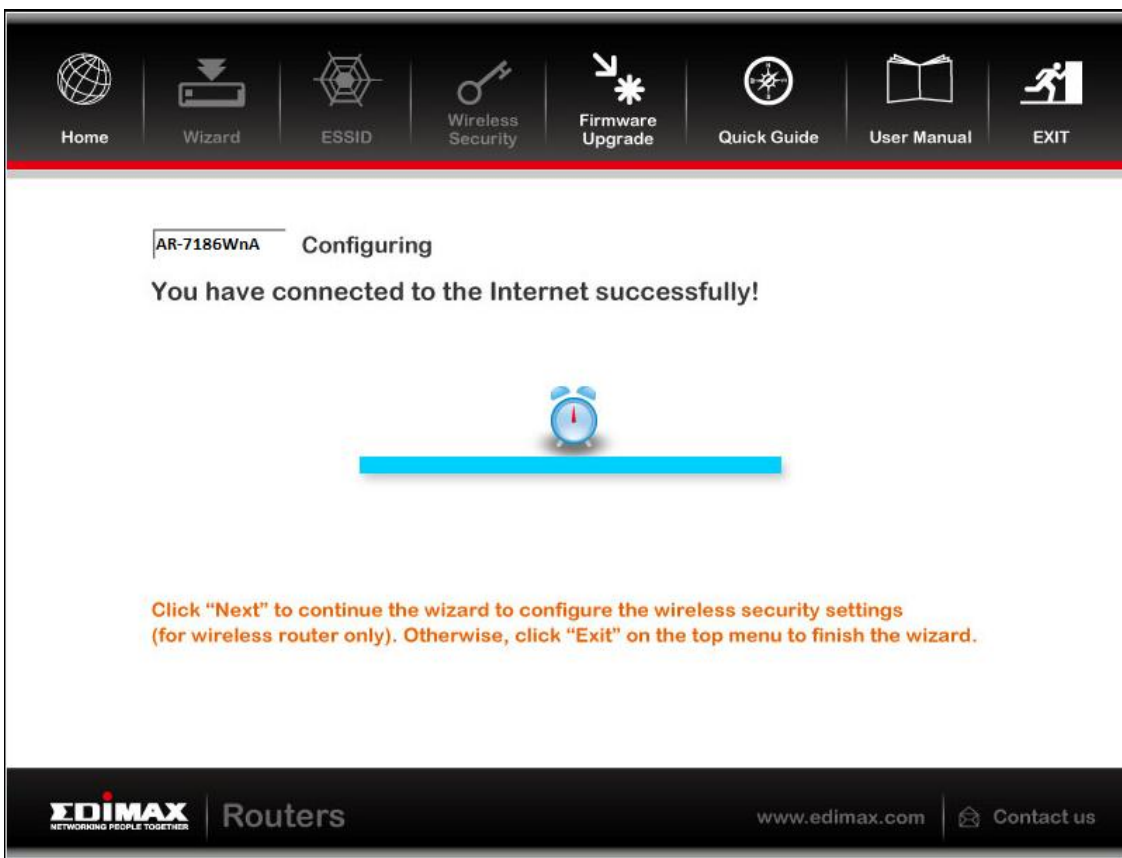 Home
Wizard
ESSID
Wireless
Security
Firmware
Upgrade
Quick Guide
User Manual
EXIT
AR-7186WnA Configuring
You have connected to the Internet successfully!
Click “Next” to continue the wizard to configure the wireless security settings
(for wireless router only). Otherwise, click “Exit” on the top menu to finish the wizard.
EDIMAX
NETWORKING PEOPLE TOGETHER
Routers
www.edimax.com
Contact us